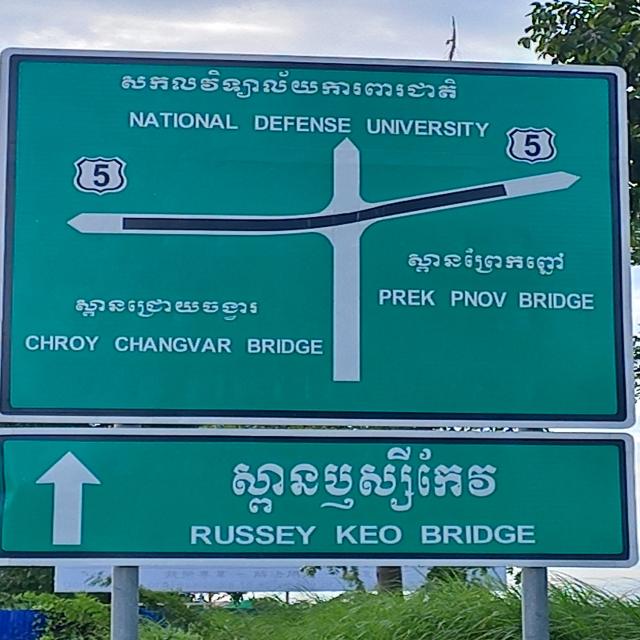 សកលវិទ្យាល័យការពារជាតិ
NATIONAL DEFENSE UNIVERSITY
5
5
ស្ពានព្រែកព្នៅ
PREK PNOV BRIDGE
ស្ពានជ្រោយចង្វារ
CHROY CHANGVAR BRIDGE
ស្ពានឫស្សីកែវ
RUSSEY KEO BRIDGE